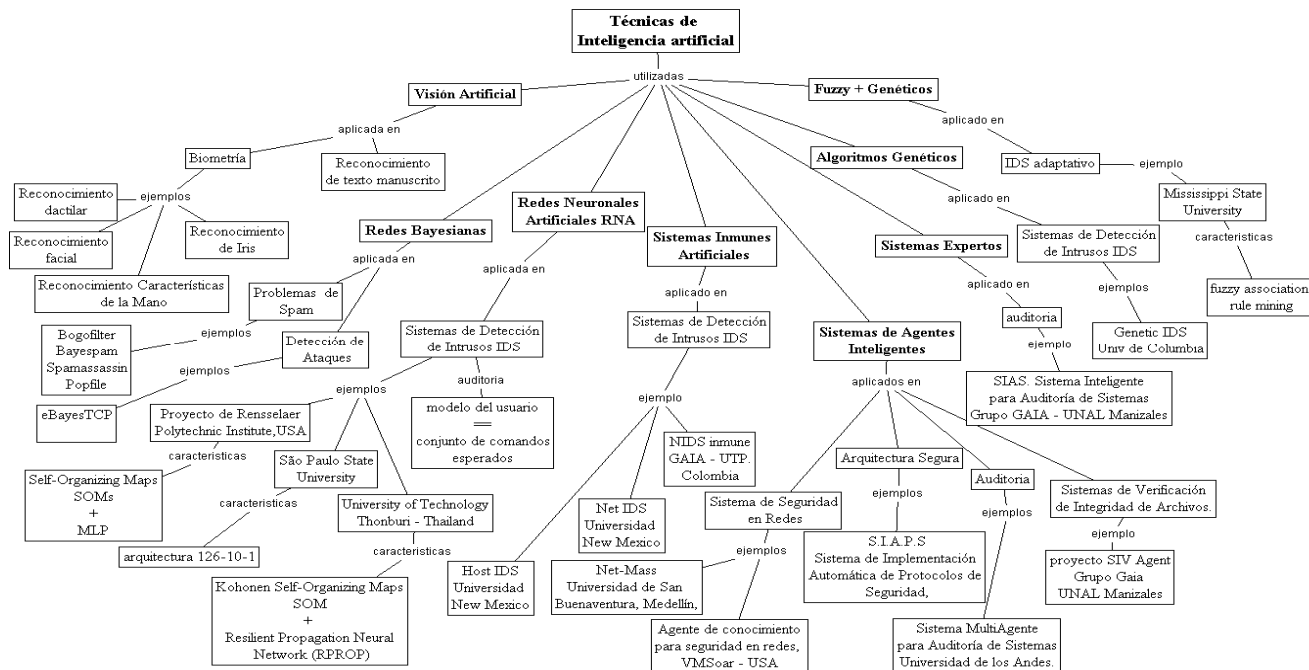 Técnicas de
Inteligencia artificial
utilizadas
Visión Artificial
aplicada en
Biometría
ejemplos
Reconocimiento
dactilar
Reconocimiento
facial
Reconocimiento
de Iris
Reconocimiento Características
de la Mano
Reconocimiento
de texto manuscrito
Redes Bayesianas
aplicada en
Problemas de
Spam
ejemplos
Bogofilter
Bayespam
Spamassassin
Popfile
Detección de
Ataques
ejemplos
eBayesTCP
Redes Neuronales
Artificiales RNA
aplicada en
Sistemas de Detección
de Intrusos IDS
ejemplos
auditoria
modelo del usuario
=
conjunto de comandos
esperados
Proyecto de Rensselaer
Polytechnic Institute,USA
caracteristicas
Self-Organizing Maps
SOMs
+
MLP
São Paulo State
University
caracteristicas
arquitectura 126-10-1
University of Technology
Thonburi - Thailand
caracteristicas
Kohonen Self-Organizing Maps
SOM
+
Resilient Propagation Neural
Network (RPROP)
Sistemas Inmunes
Artificiales
aplicado en
Sistemas de Detección
de Intrusos IDS
ejemplo
NIDS inmune
GAIA - UTP.
Colombia
Net IDS
Universidad
New Mexico
Host IDS
Universidad
New Mexico
Sistemas de Agentes
Inteligentes
aplicados en
Sistema de Seguridad
en Redes
ejemplos
Net-Mass
Universidad de San
Buenaventura, Medellín,
Agente de conocimiento
para seguridad en redes,
VMSoar - USA
Arquitectura Segura
ejemplos
S.I.A.P.S
Sistema de Implementación
Automática de Protocolos de
Seguridad,
Auditoria
ejemplos
Sistema MultiAgente
para Auditoría de Sistemas
Universidad de los Andes.
Sistemas de Verificación
de Integridad de Archivos.
ejemplo
proyecto SIV Agent
Grupo Gaia
UNAL Manizales
Sistemas Expertos
aplicado en
auditoria
ejemplo
SIAS. Sistema Inteligente
para Auditoría de Sistemas
Grupo GAIA - UNAL Manizales
Algoritmos Genéticos
aplicado en
Sistemas de Detección
de Intrusos IDS
ejemplos
Genetic IDS
Univ de Columbia
Fuzzy + Genéticos
aplicado en
IDS adaptativo
ejemplo
Mississippi State
University
caracteristicas
fuzzy association
rule mining